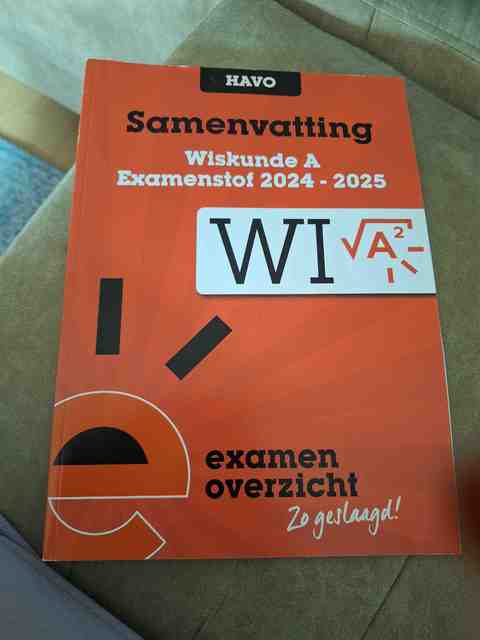 HAVO
Samenvatting
Wiskunde A
Examenstof 2024 - 2025
WI √A²
examen
overzicht
Zo geslaagd!